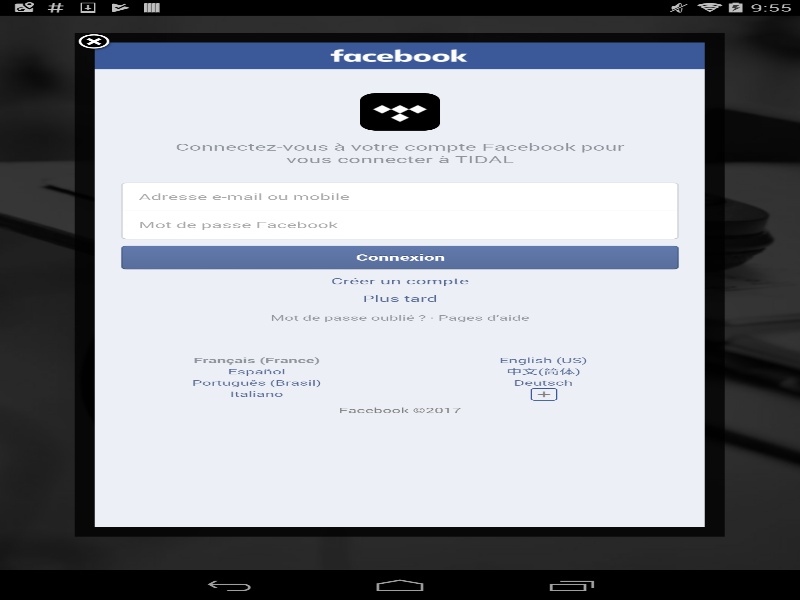 9:55
facebook
Connectez-vous à votre compte Facebook pour
vous connecter à TIDAL
Adresse e-mail ou mobile
Mot de passe Facebook
Connexion
Créer un compte
Plus tard
Mot de passe oublié ? · Pages d'aide
Français (France)
English (US)
Español
中文(简体)
Português (Brasil)
Deutsch
Italiano
Facebook ©2017